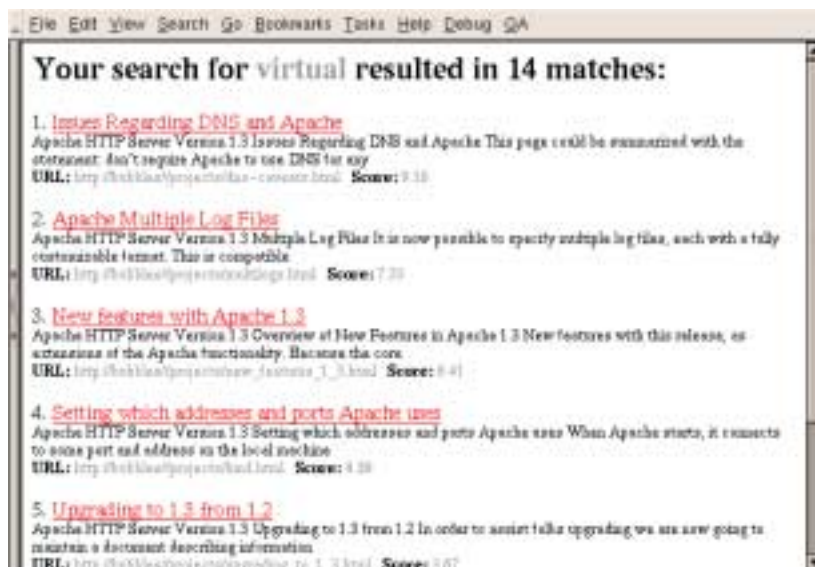 File Edit View Search Go Bookmarks Tasks Help Debug QA
Your search for virtual resulted in 14 matches:
1. Issues Regarding DNS and Apache
Apache HTTP Server Version 1.3 Issues Regarding DNS and Apache This page could be summarized with the
statement: don't require Apache to use DNS for any
URL: Score:
2. Apache Multiple Log Files
Apache HTTP Server Version 1.3 Multiple Log Files It is now possible to specify multiple log files, each with a fully
customizable format. This is compatible
URL: Score:
3. New features with Apache 1.3
Apache HTTP Server Version 1.3 Overview of New Features in Apache 1.3 New features with this release, as
extensions of the Apache functionality. Because the core
URL: Score:
4. Setting which addresses and ports Apache uses
Apache HTTP Server Version 1.3 Setting which addresses and ports Apache uses When Apache starts, it connects
to some port and address on the local machine
URL: Score:
5. Upgrading to 1.3 from 1.2
Apache HTTP Server Version 1.3 Upgrading to 1.3 from 1.2 In order to assist folks upgrading we are now going to
maintain a document describing information
URL: Score: